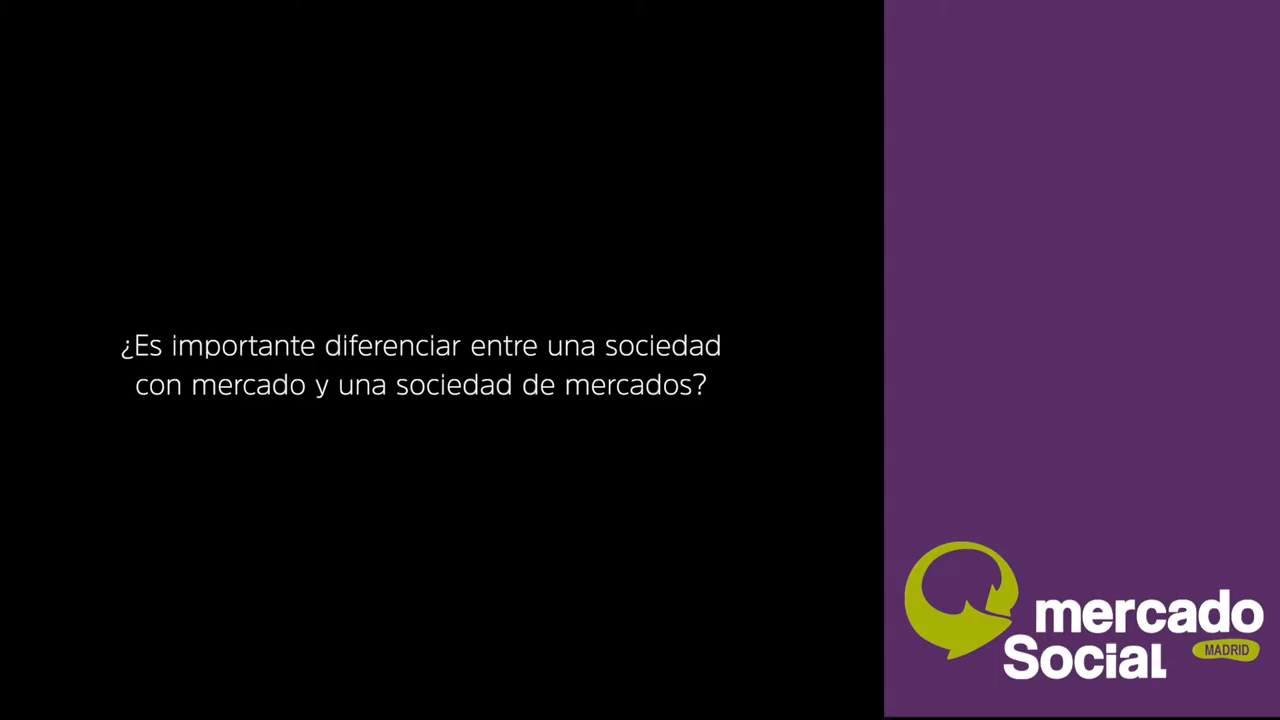 ¿Es importante diferenciar entre una sociedad
con mercado y una sociedad de mercados?
mercado
Social
MADRID